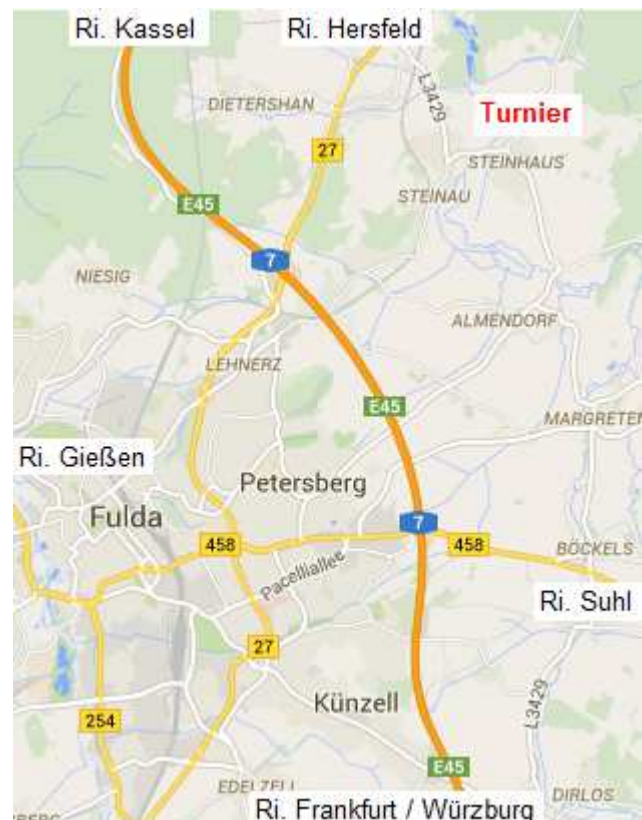 Ri. Kassel
Ri. Hersfeld
L3429
DIETERSHAN
Turnier
27
STEINHAUS
E45
STEINAU
7
NIESIG
ALMENDORF
LEHNERZ
E45
MARGRETEN
Ri. Gießen
Petersberg
Fulda
7
458
458
BÖCKELS
Pacelliallee
Ri. Suhl
27
Künzell
254
L3429
E45
EDELZELL
DIRLOS
BERG
Ri. Frankfurt / Würzburg